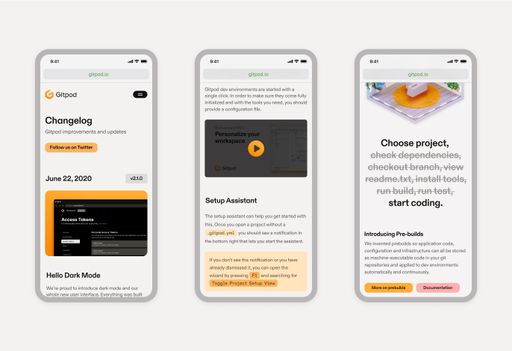 9:41
gitpod.io
Gitpod
Changelog
Gitpod improvements and updates
Follow us on Twitter
June 22, 2020
v2.1.0
Access Tokens
Hello Dark Mode
We're proud to introduce dark mode and our
whole new user interface. Everything was built
9:41
gitpod.io
Gitpod dev environments are started with a
single click. In order to make sure they come fully
initialized and with the tools you need, you should
provide a configuration file.
Personalize your
workspace
Gitpod
Setup Assistant
The setup assistant can help you get started with
this. Once you open a project without a
.gitpod.yml you should see a notification in
the bottom right that lets you start the assistant.
If you don't see the notification or you have
already dismissed it, you can open the
wizard by pressing F1 and searching for
Toggle Project Setup View
9:41
gitpod.io
Choose project,
check dependencies,
checkout branch, view
readme.txt, install tools,
run build, run test,
start coding.
Introducing Pre-builds
We invented prebuilds so application code,
configuration and infrastructure can be stored
as machine-executable code in your git
repositories and applied to dev environments
automatically and continuously.
More on prebuilds
Documentation